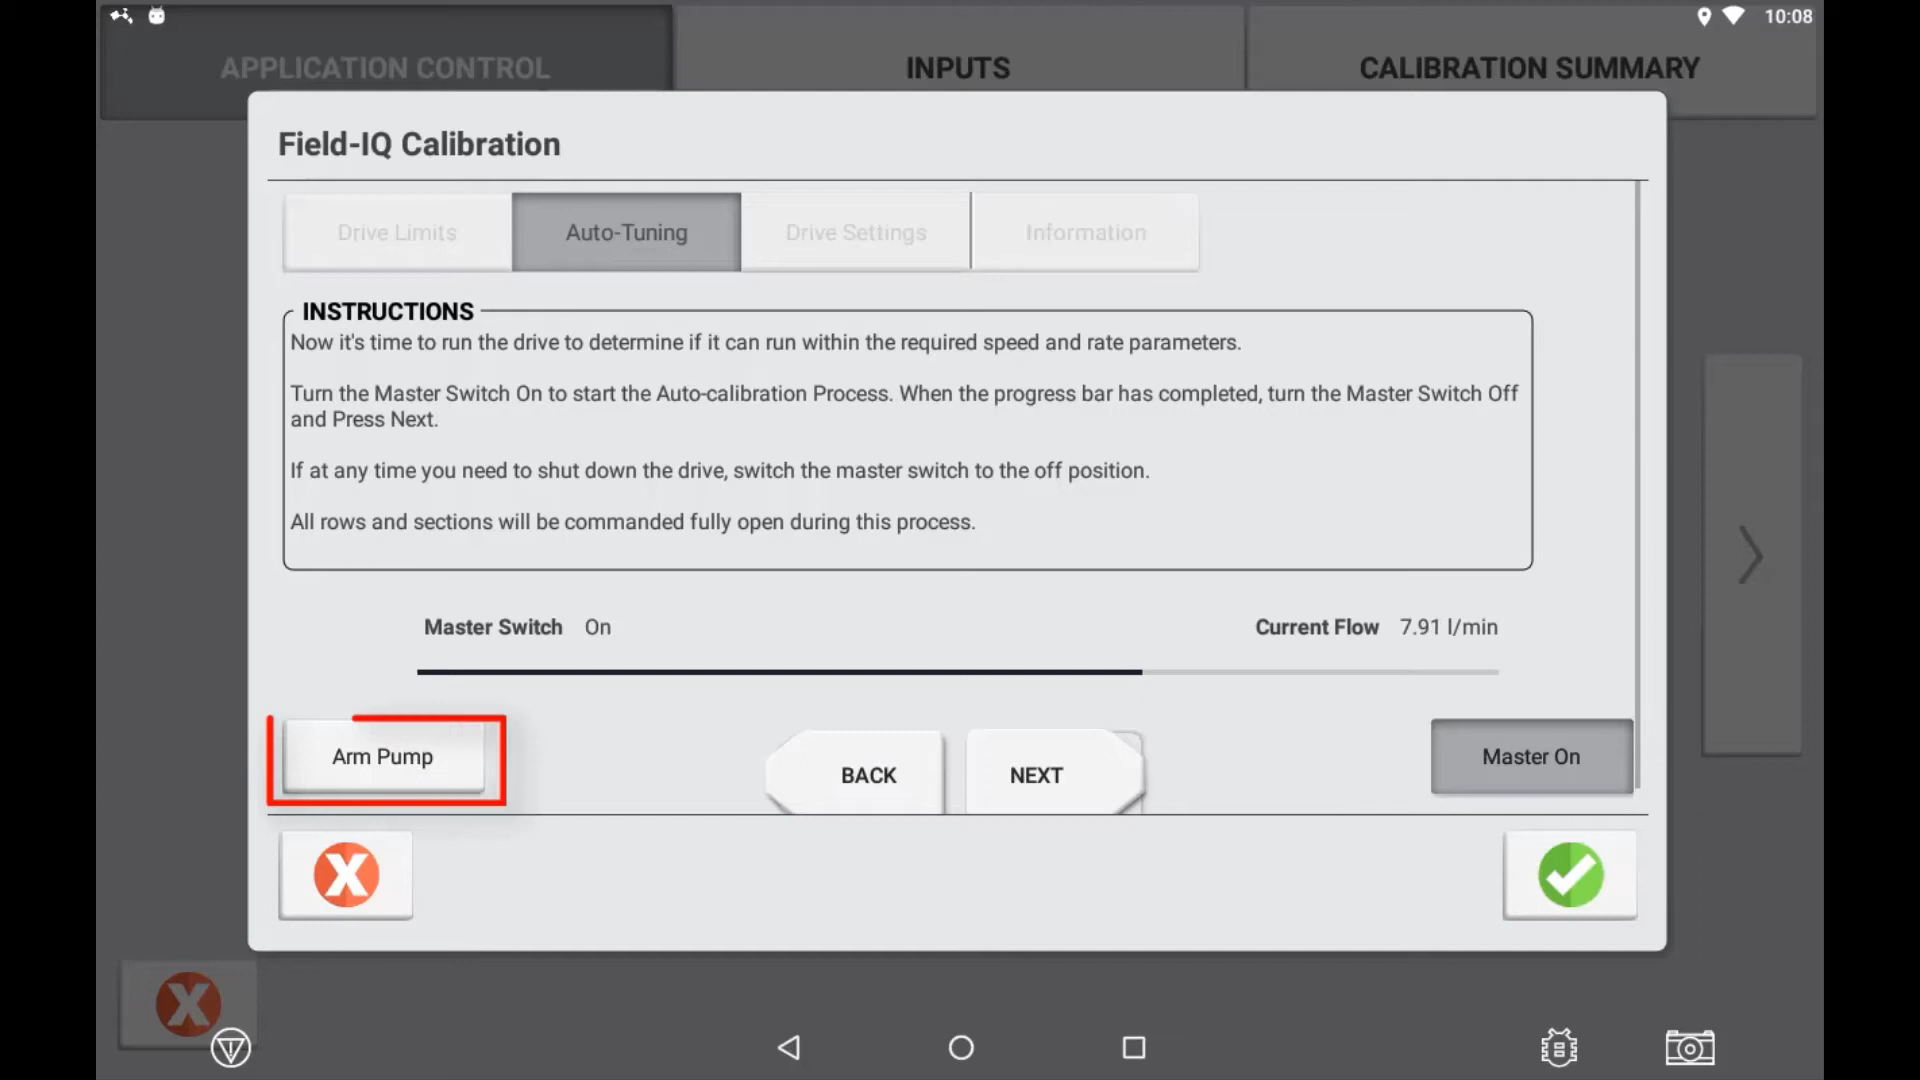 10:08
APPLICATION CONTROL
INPUTS
CALIBRATION SUMMARY
Field-IQ Calibration
Drive Limits
Auto-Tuning
Drive Settings
Information
INSTRUCTIONS
Now it's time to run the drive to determine if it can run within the required speed and rate parameters.
Turn the Master Switch On to start the Auto-calibration Process. When the progress bar has completed, turn the Master Switch Off
and Press Next.
If at any time you need to shut down the drive, switch the master switch to the off position.
All rows and sections will be commanded fully open during this process.
Master Switch On
Current Flow 7.91 l/min
Arm Pump
BACK
NEXT
Master On